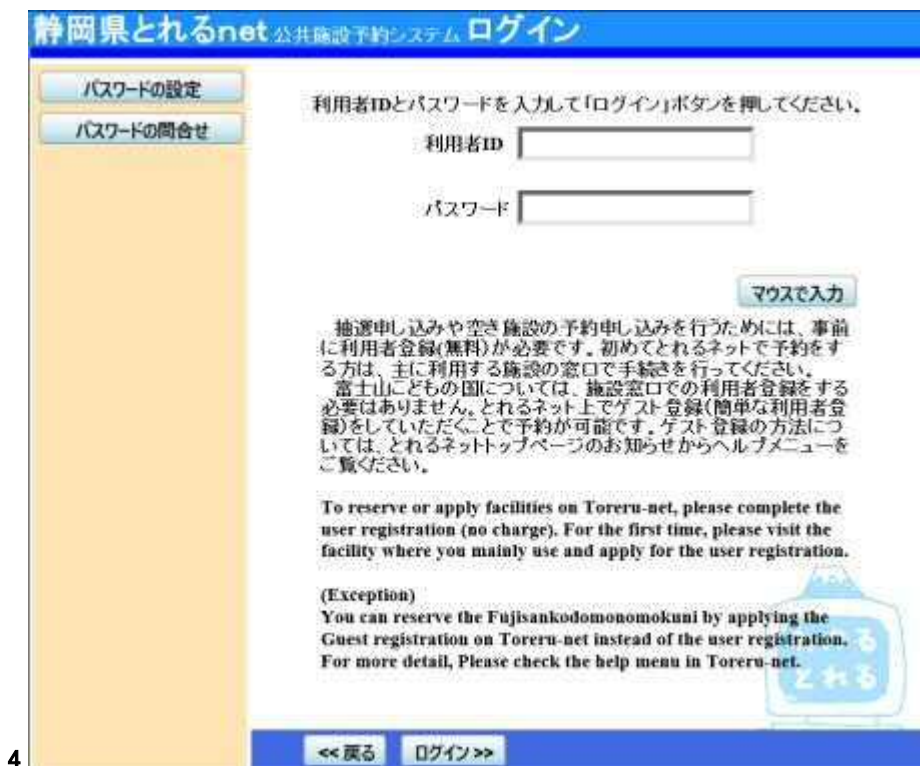 静岡県とれるnet 公共施設予約システム ログイン
パスワードの設定
パスワードの問合せ
利用者IDとパスワードを入力して「ログイン」ボタンを押してください。
利用者ID
パスワード
マウスで入力
抽選申し込みや空き施設の予約申し込みを行うためには、事前
に利用者登録(無料)が必要です。初めてとれるネットで予約をす
る方は、主に利用する施設の窓口で手続きを行ってください。
富士山こどもの国については、施設窓口での利用者登録をする
必要はありません。とれるネット上でゲスト登録(簡単な利用者登
録)をしていただくことで予約が可能です。ゲスト登録の方法につ
いては、とれるネットトップページのお知らせからヘルプメニューを
ご覧ください。
To reserve or apply facilities on Toreru-net, please complete the
user registration (no charge). For the first time, please visit the
facility where you mainly use and apply for the user registration.
(Exception)
You can reserve the Fujisankodomonomokuni by applying the
Guest registration on Toreru-net instead of the user registration.
For more detail, Please check the help menu in Toreru-net.
とれる
<< 戻る
ログイン >>
4